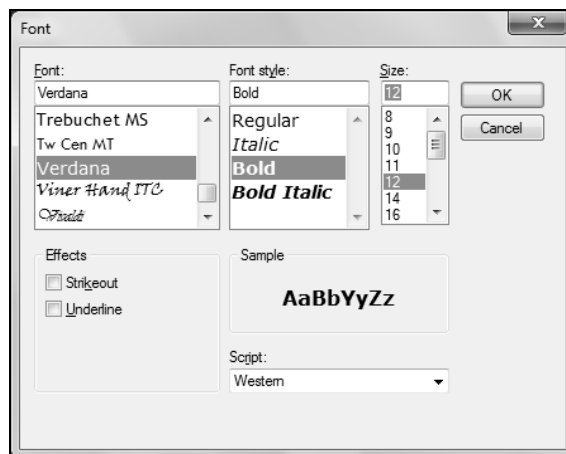 Font
x
Font:
Verdana
Trebuchet MS
Tw Cen MT
Verdana
Viner Hand ITC
Vivaldi
Font style:
Bold
Regular
Italic
Bold
Bold Italic
Size:
12
8
9
10
11
12
14
16
OK
Cancel
Effects
Strikeout
Underline
Sample
AaBbYyZz
Script:
Western